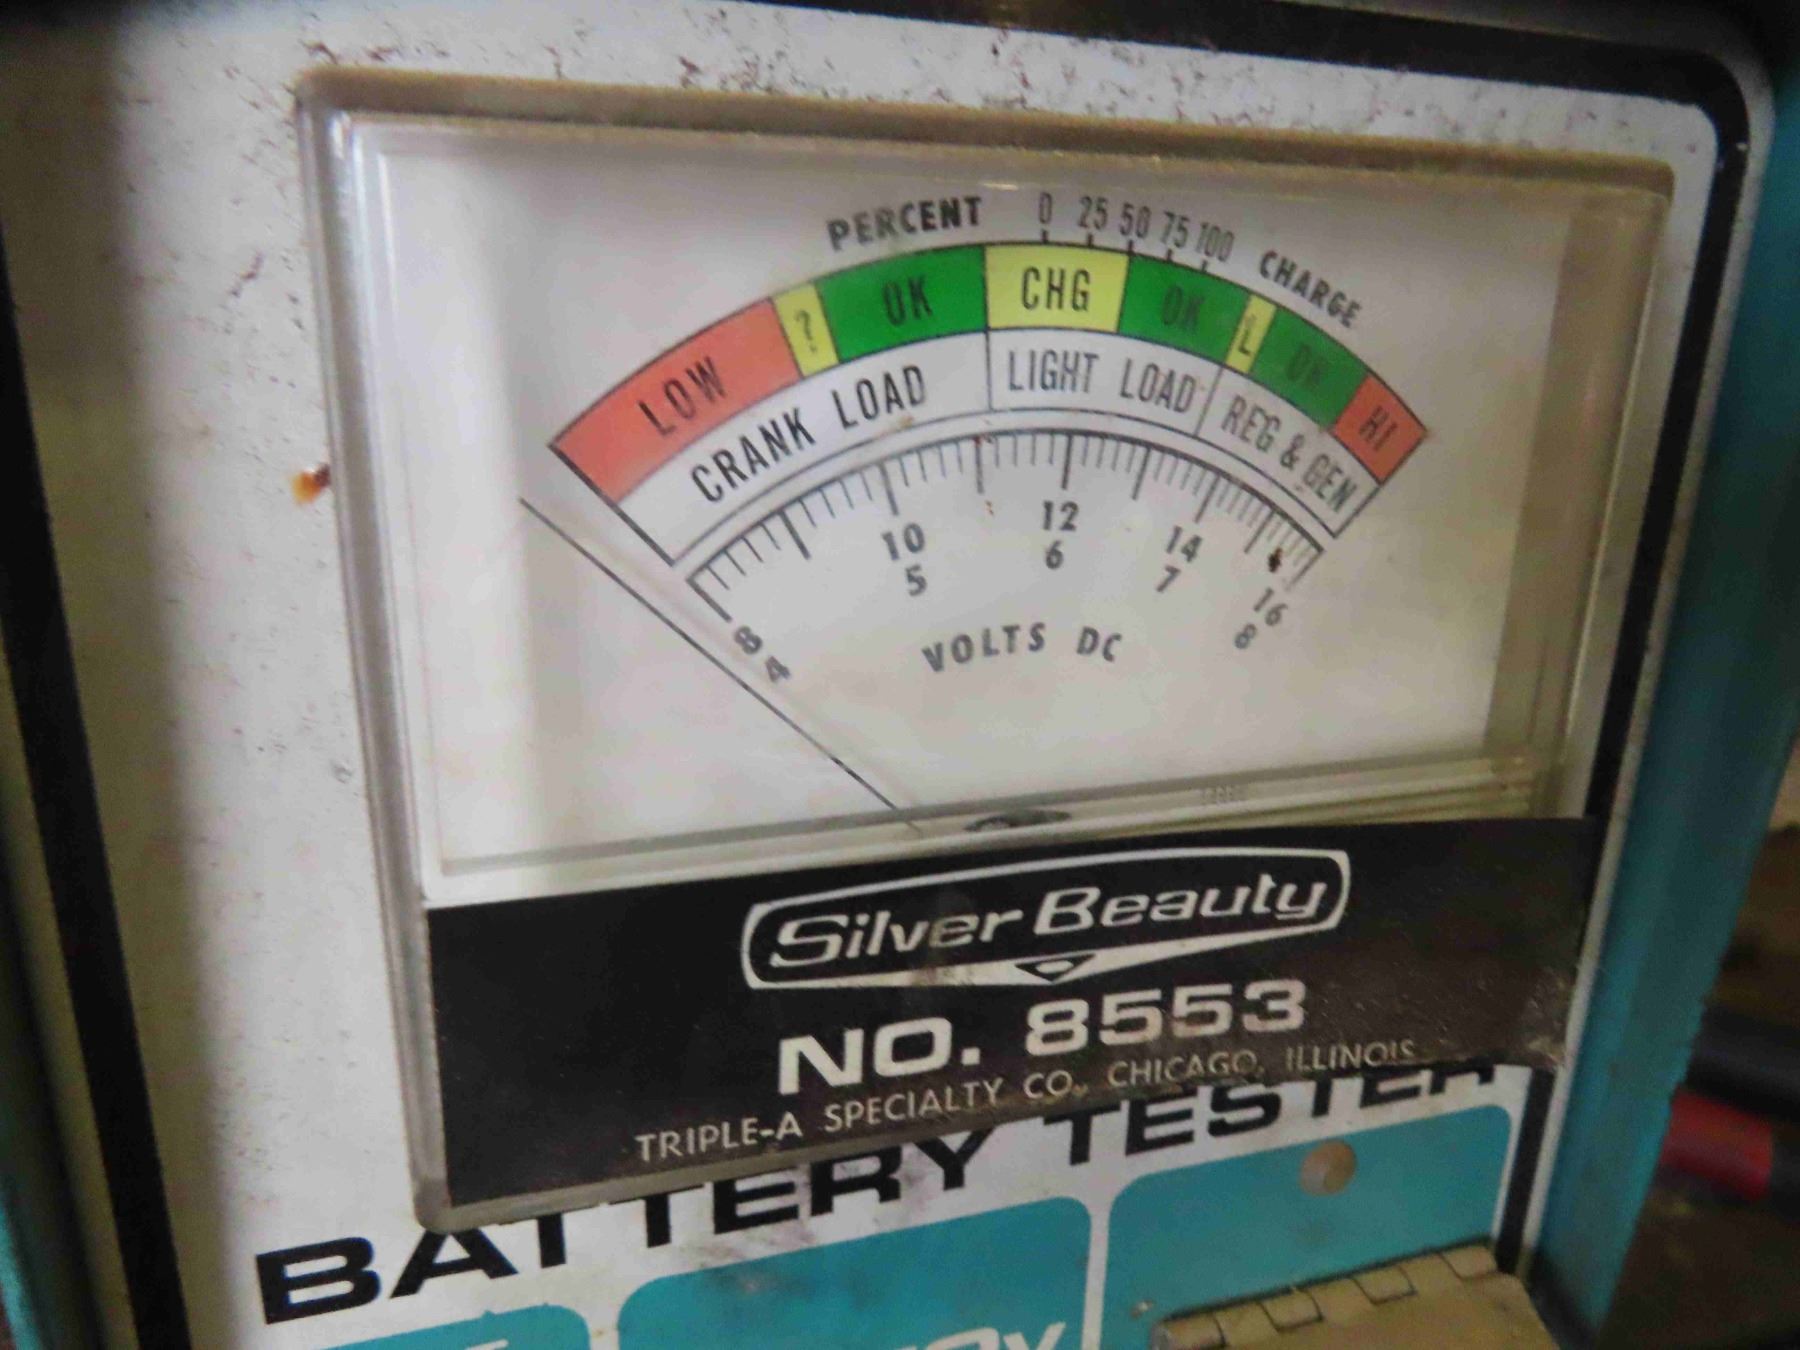 PERCENT 0 25 50 75 100 CHARGE
LOW ? OK CHG OK L OK HI
CRANK LOAD LIGHT LOAD REG & GEN
8 10 12 14 16
4 5 6 7 8
VOLTS DC
Silver Beauty
NO. 8553
TRIPLE-A SPECIALTY CO., CHICAGO, ILLINOIS
BATTERY TESTER